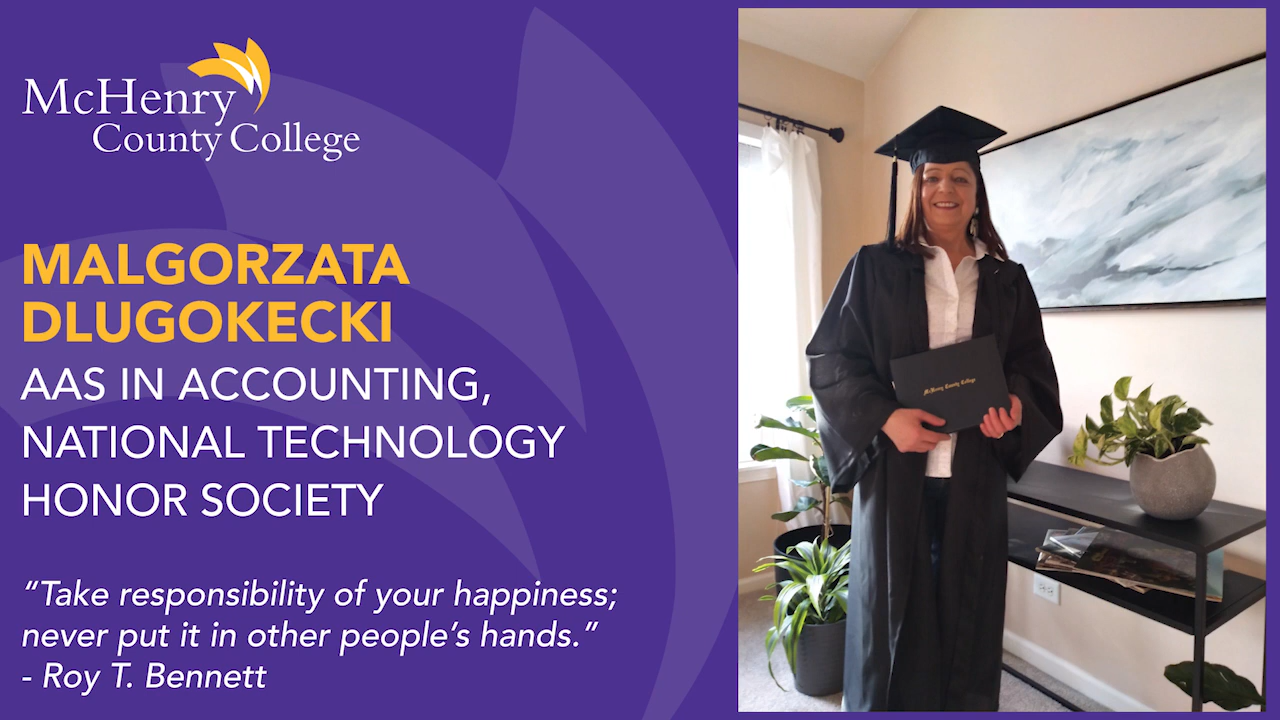 McHenry
County College
MALGORZATA
DLUGOKECKI
AAS IN ACCOUNTING,
NATIONAL TECHNOLOGY
HONOR SOCIETY
“Take responsibility of your happiness;
never put it in other people’s hands.”
- Roy T. Bennett
McHenry County College